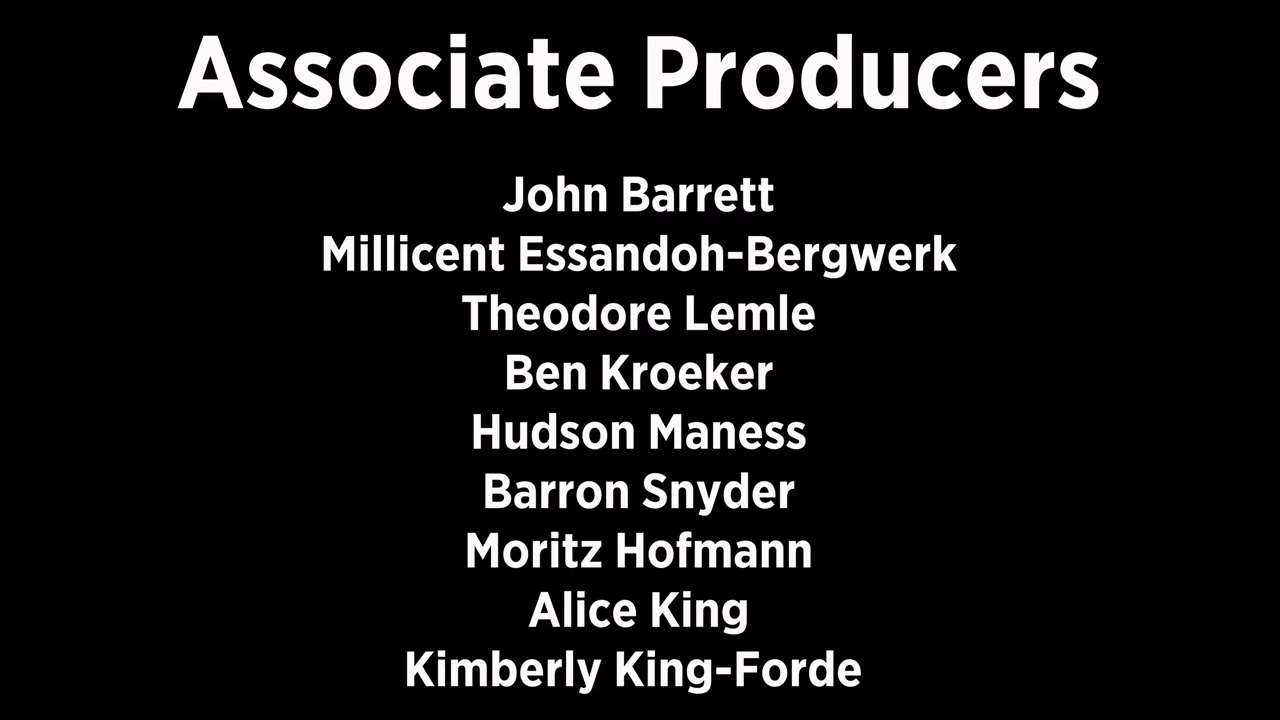 Associate Producers
John Barrett
Millicent Essandoh-Bergwerk
Theodore Lemle
Ben Kroeker
Hudson Maness
Barron Snyder
Moritz Hofmann
Alice King
Kimberly King-Forde